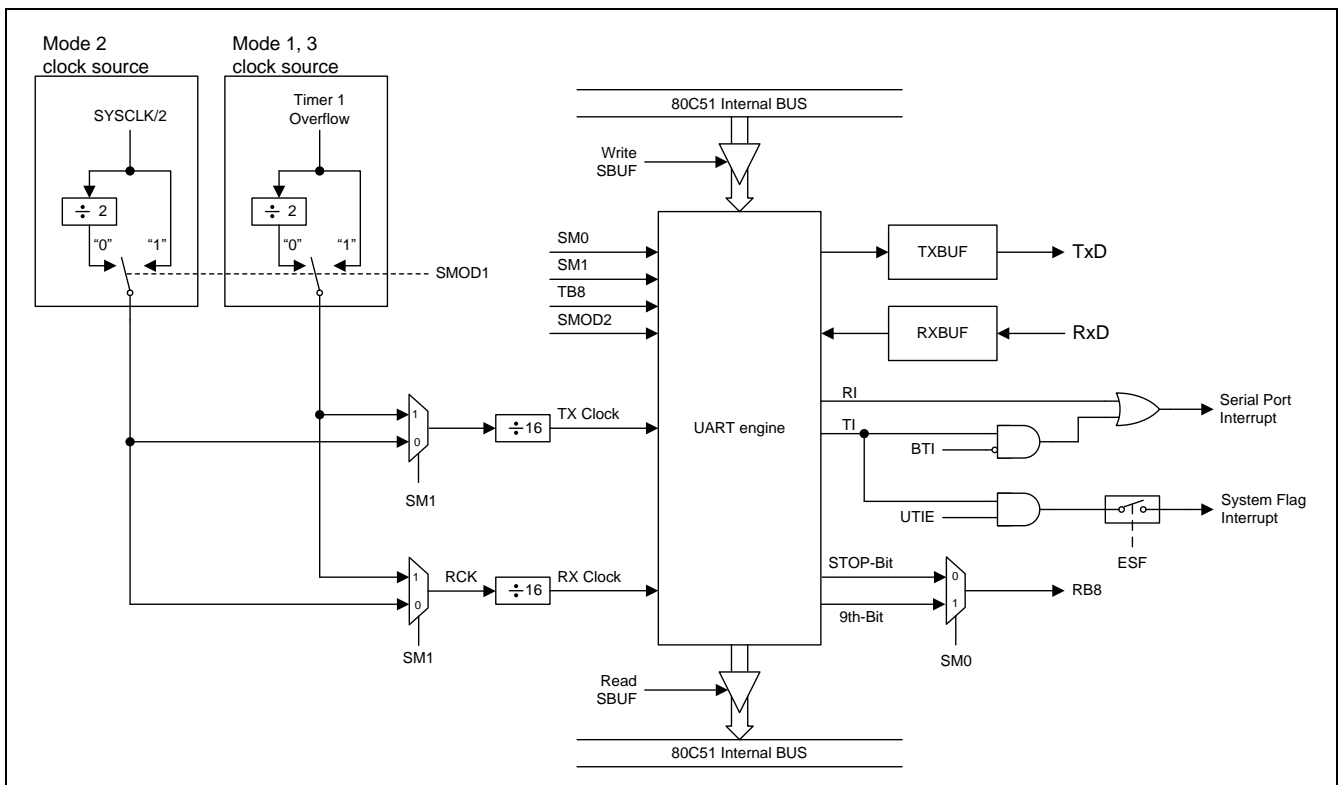 Mode 2
clock source
Mode 1, 3
clock source
SYSCLK/2
Timer 1
Overflow
÷ 2
÷ 2
“0”
“1”
“0”
“1”
SMOD1
80C51 Internal BUS
Write
SBUF
SM0
SM1
TB8
SMOD2
UART engine
TXBUF
TxD
RXBUF
RxD
1
0
SM1
÷16
TX Clock
RI
TI
BTI
Serial Port
Interrupt
UTIE
ESF
System Flag
Interrupt
1
0
SM1
RCK
÷16
RX Clock
STOP-Bit
9th-Bit
0
1
SM0
RB8
Read
SBUF
80C51 Internal BUS